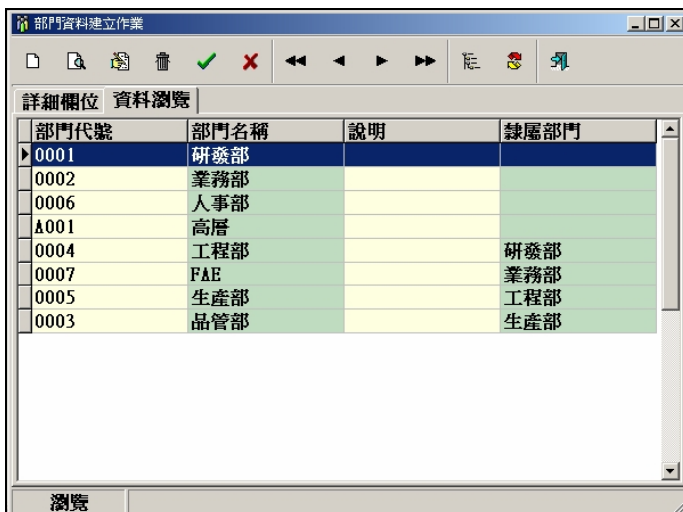 部門資料建立作業
詳細欄位 資料瀏覽
部門代號 部門名稱 說明 隸屬部門
0001 研發部
0002 業務部
0006 人事部
A001 高層
0004 工程部 研發部
0007 FAE 業務部
0005 生產部 工程部
0003 品管部 生產部
瀏覽